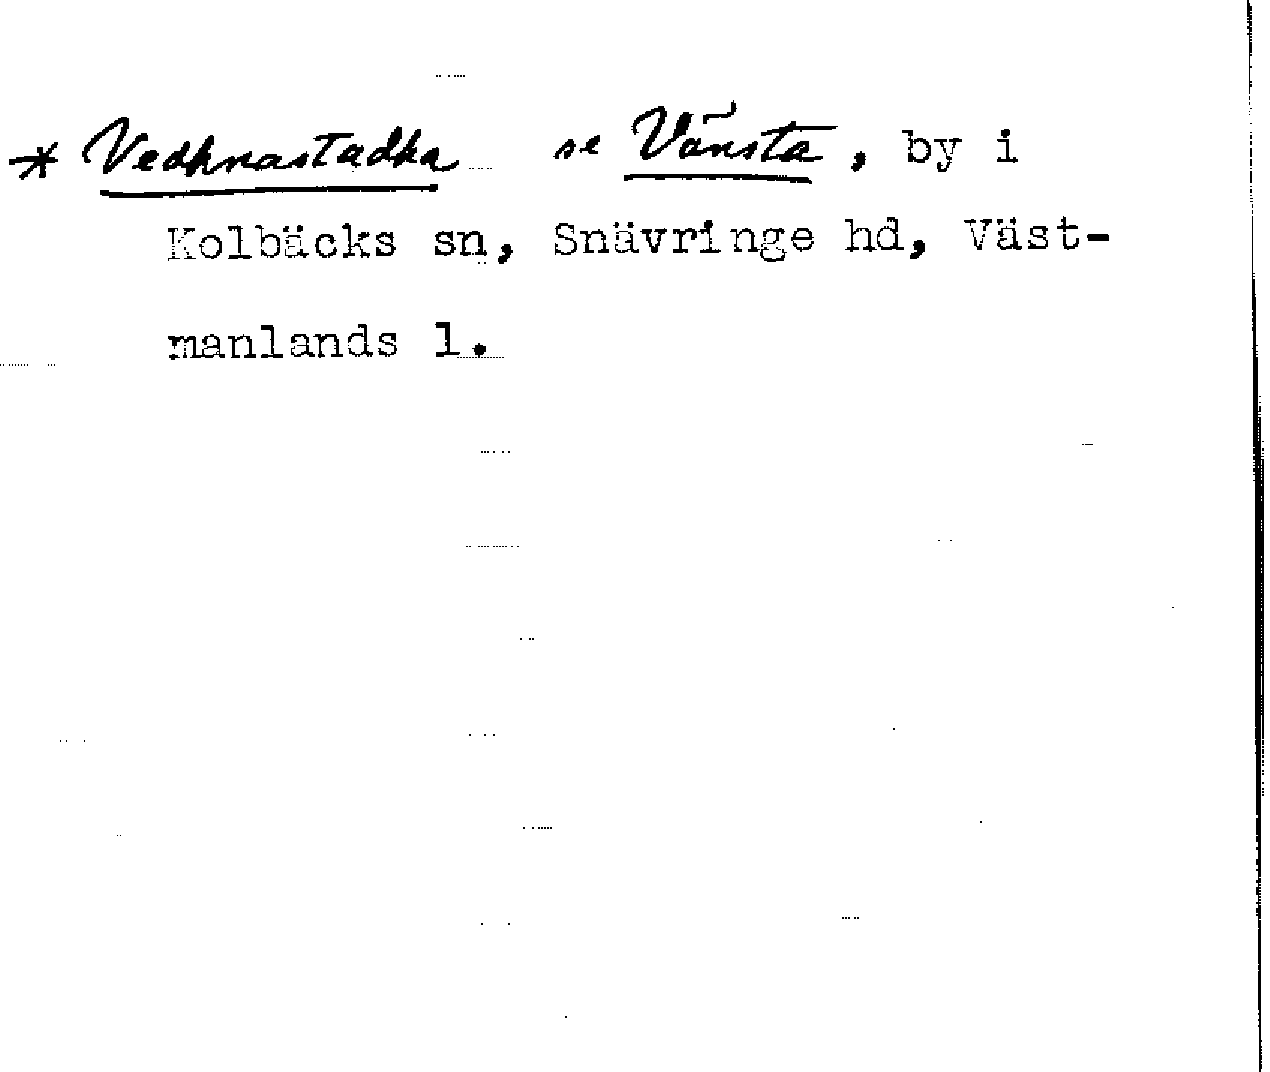 * Vedhnastadha se Vänsta, by i
Kolbäcks sn, Snävringe hd, Väst-
manlands l.